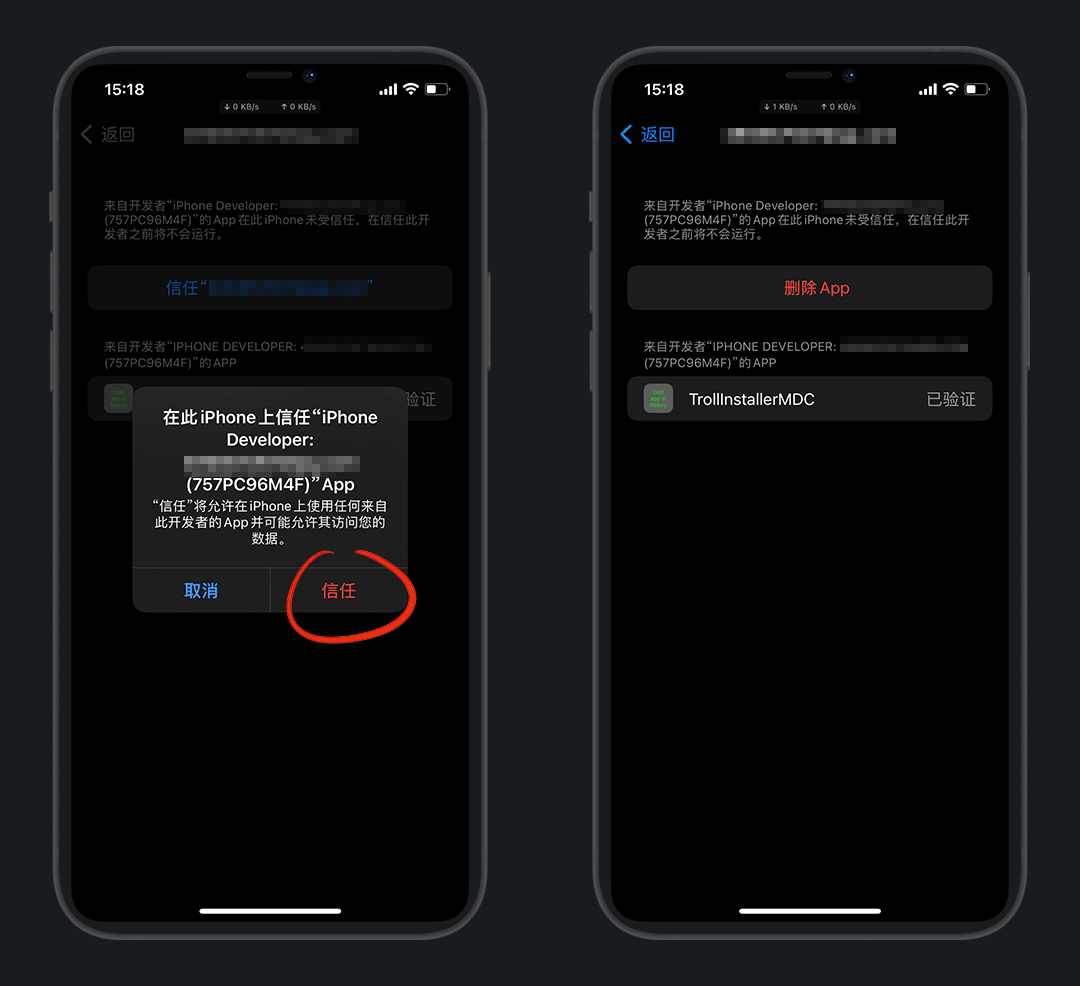 15:18
↓ 0 KB/s ↑ 0 KB/s
返回
来自开发者“iPhone Developer:
(757PC96M4F)”的 App 在此 iPhone 未受信任，在信任此开
发者之前将不会运行。
信任“ ”
来自开发者“IPHONE DEVELOPER:
(757PC96M4F)”的 APP
best
app in
history
验证
在此 iPhone 上信任“iPhone
Developer:
(757PC96M4F)”App
“信任”将允许在 iPhone 上使用任何来自
此开发者的 App 并可能允许其访问您的
数据。
取消
信任
15:18
↓ 1 KB/s ↑ 0 KB/s
返回
来自开发者“iPhone Developer:
(757PC96M4F)”的 App 在此 iPhone 未受信任，在信任此开
发者之前将不会运行。
删除 App
来自开发者“IPHONE DEVELOPER:
(757PC96M4F)”的 APP
best
app in
history
TrollInstallerMDC
已验证